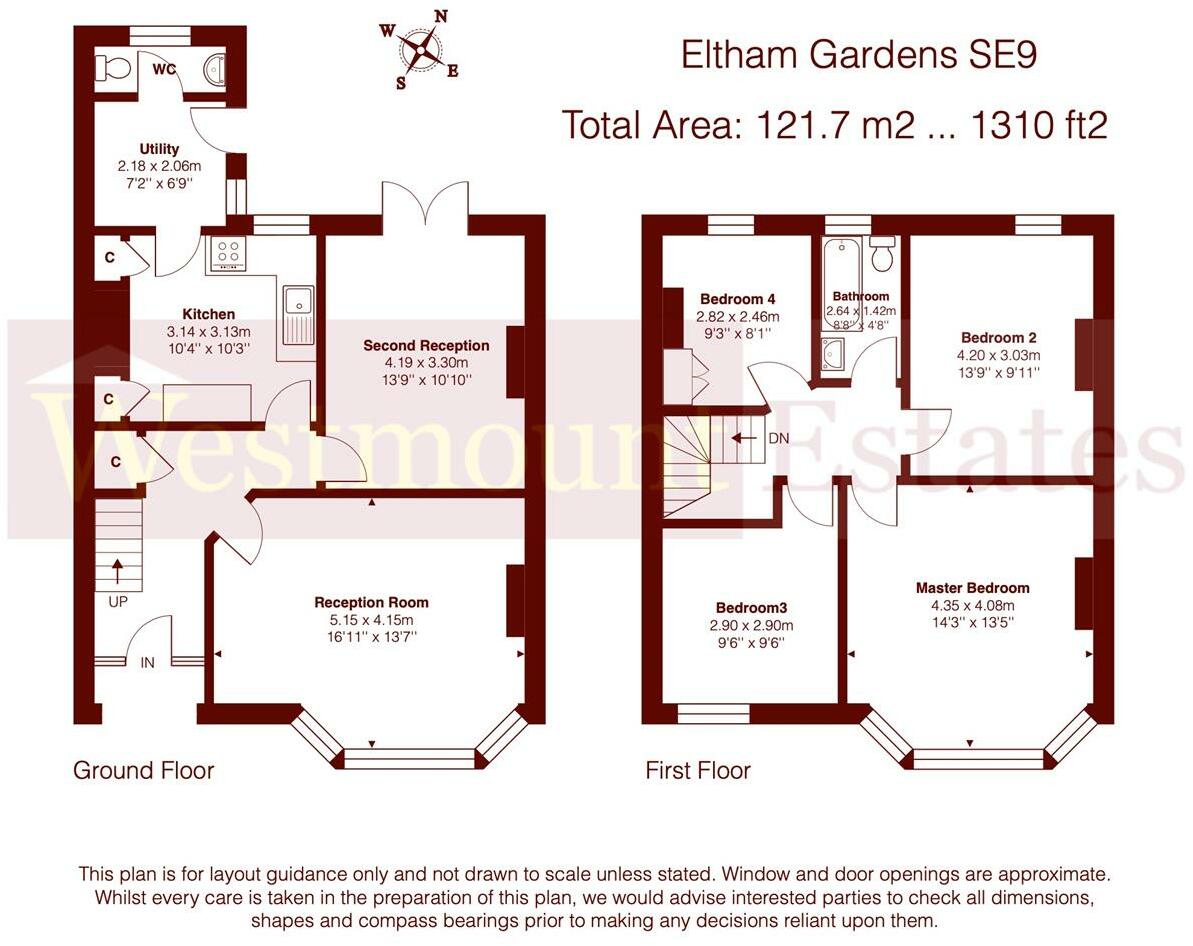 N
W
E
S
Eltham Gardens SE9
Total Area: 121.7 m2 ... 1310 ft2
WC
Utility
2.18 x 2.06m
7'2'' x 6'9''
C
Kitchen
3.14 x 3.13m
10'4'' x 10'3''
C
C
Second Reception
4.19 x 3.30m
13'9'' x 10'10''
UP
IN
Reception Room
5.15 x 4.15m
16'11'' x 13'7''
Ground Floor
Bedroom 4
2.82 x 2.46m
9'3'' x 8'1''
Bathroom
2.64 x 1.42m
8'8'' x 4'8''
Bedroom 2
4.20 x 3.03m
13'9'' x 9'11''
DN
Bedroom3
2.90 x 2.90m
9'6'' x 9'6''
Master Bedroom
4.35 x 4.08m
14'3'' x 13'5''
First Floor
Westmount Estates
This plan is for layout guidance only and not drawn to scale unless stated. Window and door openings are approximate.
Whilst every care is taken in the preparation of this plan, we would advise interested parties to check all dimensions,
shapes and compass bearings prior to making any decisions reliant upon them.